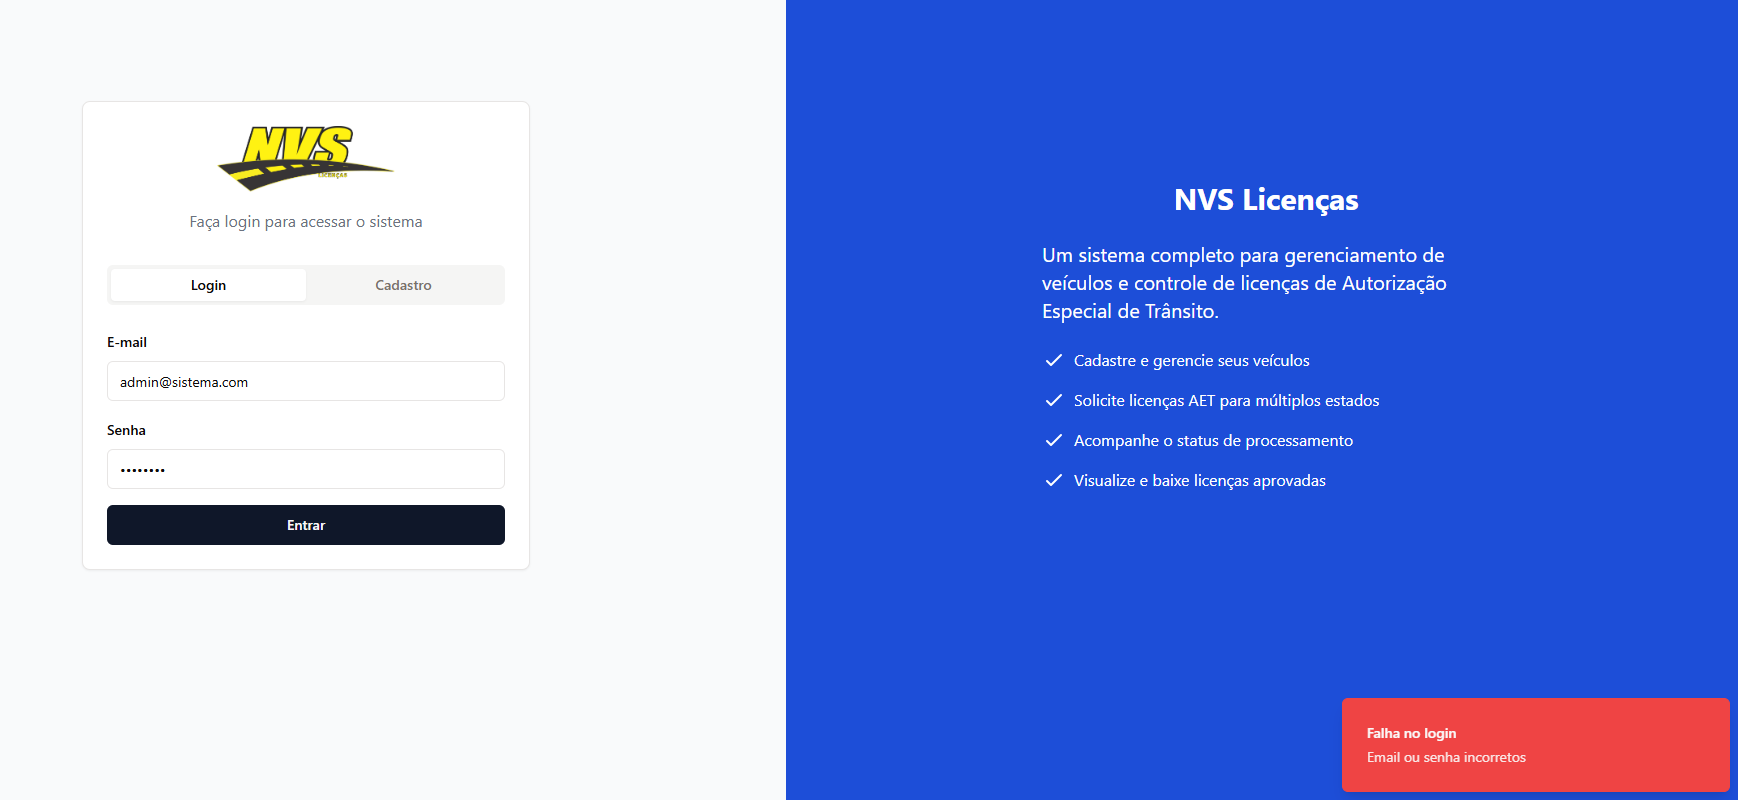 NVS
Licenças
Faça login para acessar o sistema
Login
Cadastro
E-mail
admin@sistema.com
Senha
••••••••
Entrar
NVS Licenças
Um sistema completo para gerenciamento de
veículos e controle de licenças de Autorização
Especial de Trânsito.
Cadastre e gerencie seus veículos
Solicite licenças AET para múltiplos estados
Acompanhe o status de processamento
Visualize e baixe licenças aprovadas
Falha no login
Email ou senha incorretos